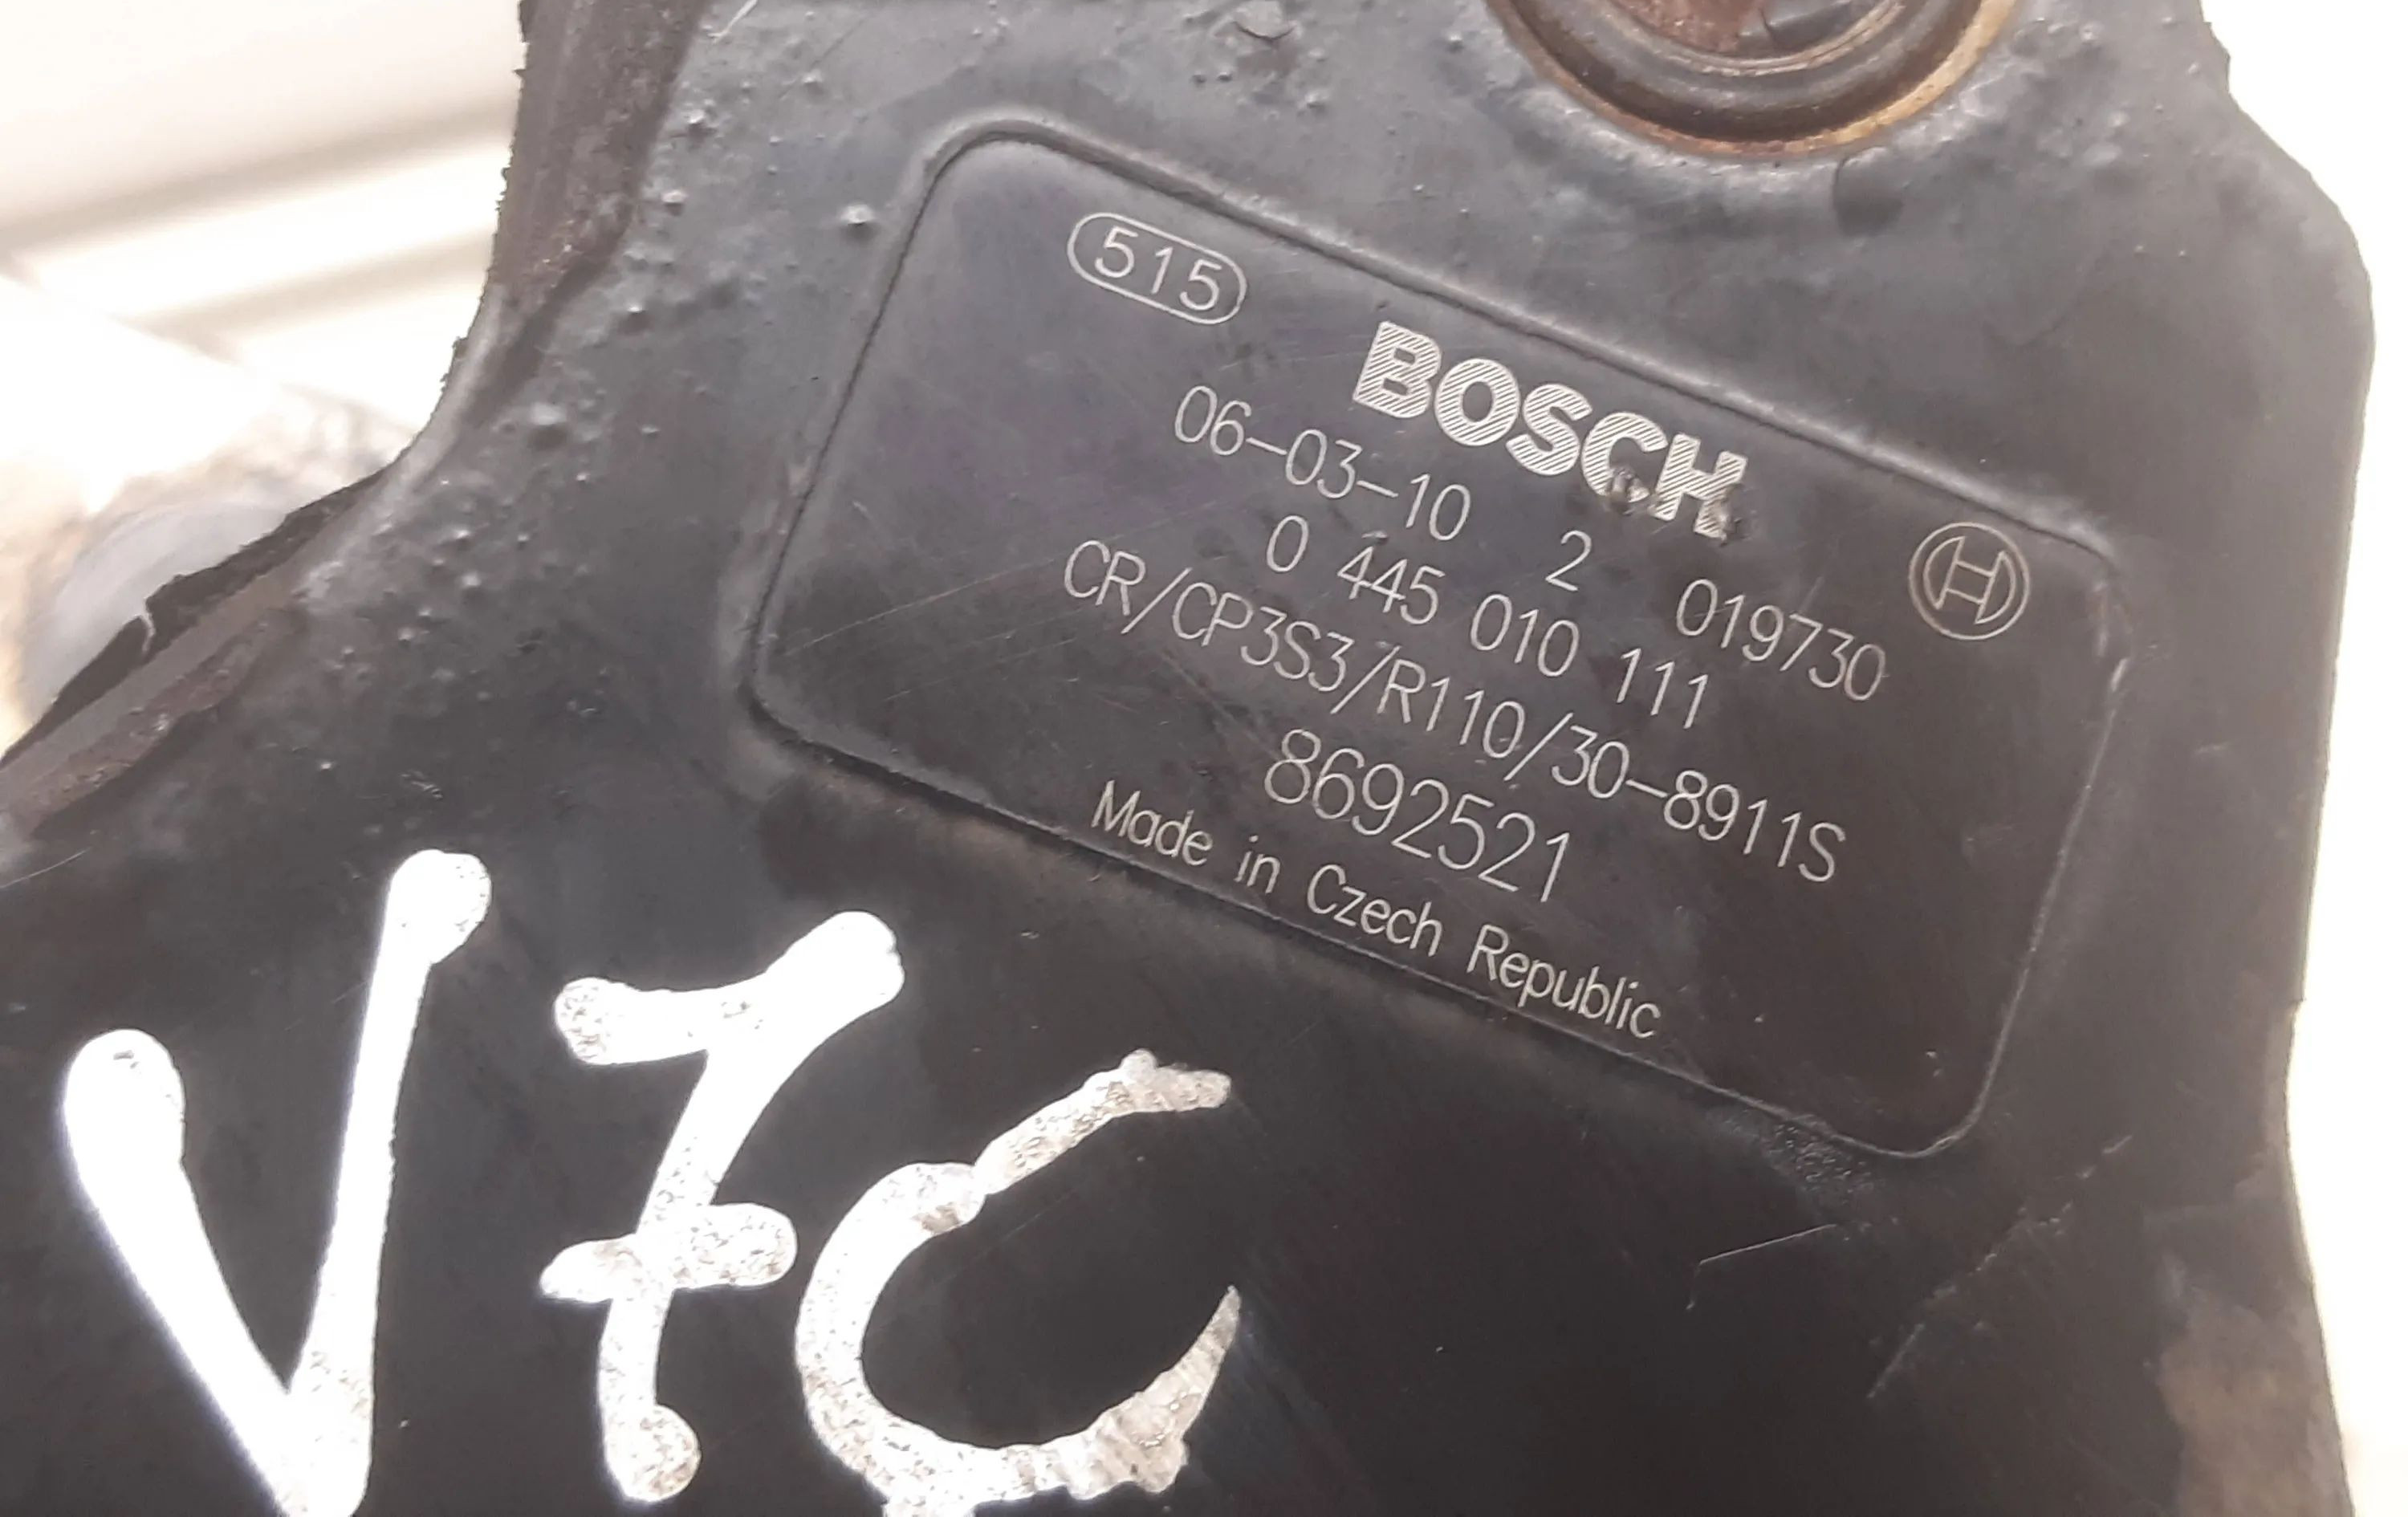 515
BOSCH
06-03-10 2 019730
0 445 010 111
CR/CP3S3/R110/30-8911S
8692521
Made in Czech Republic
V7C